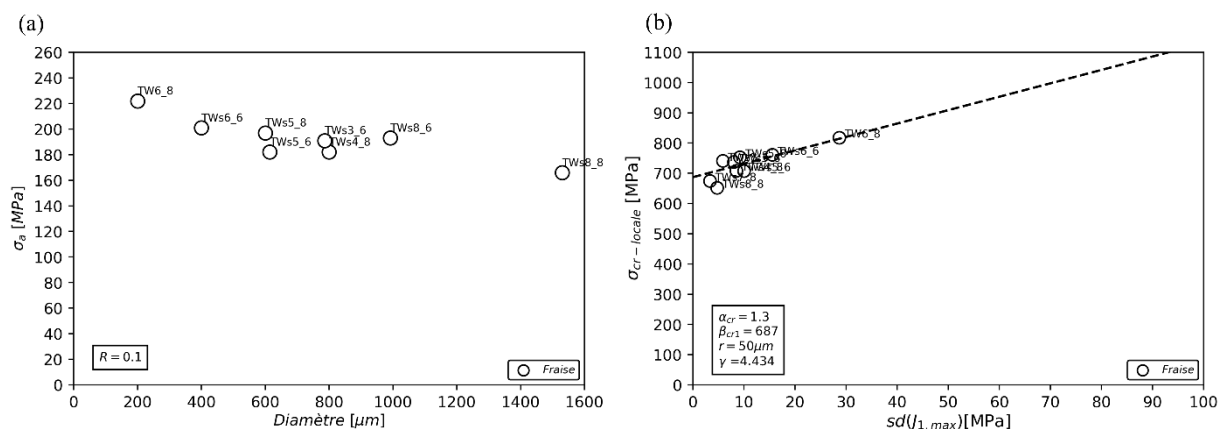 (a)
260
240
220
200
180
160
140
120
100
80
60
40
20
0
σₐ [MPa]
TW6_8
TWs6_6
TWs5_8
TWs5_6
TWs3_6
TWs4_8
TWs8_6
TWs8_8
R = 0.1
Fraise
0 200 400 600 800 1000 1200 1400 1600
Diamètre [μm]
(b)
1100
1000
900
800
700
600
500
400
300
200
100
0
σcr−locale [MPa]
TW6_8
TWs6_6
α_cr = 1.3
β_cr1 = 687
r = 50μm
γ =4.434
Fraise
0 10 20 30 40 50 60 70 80 90 100
sd(J₁,max)[MPa]